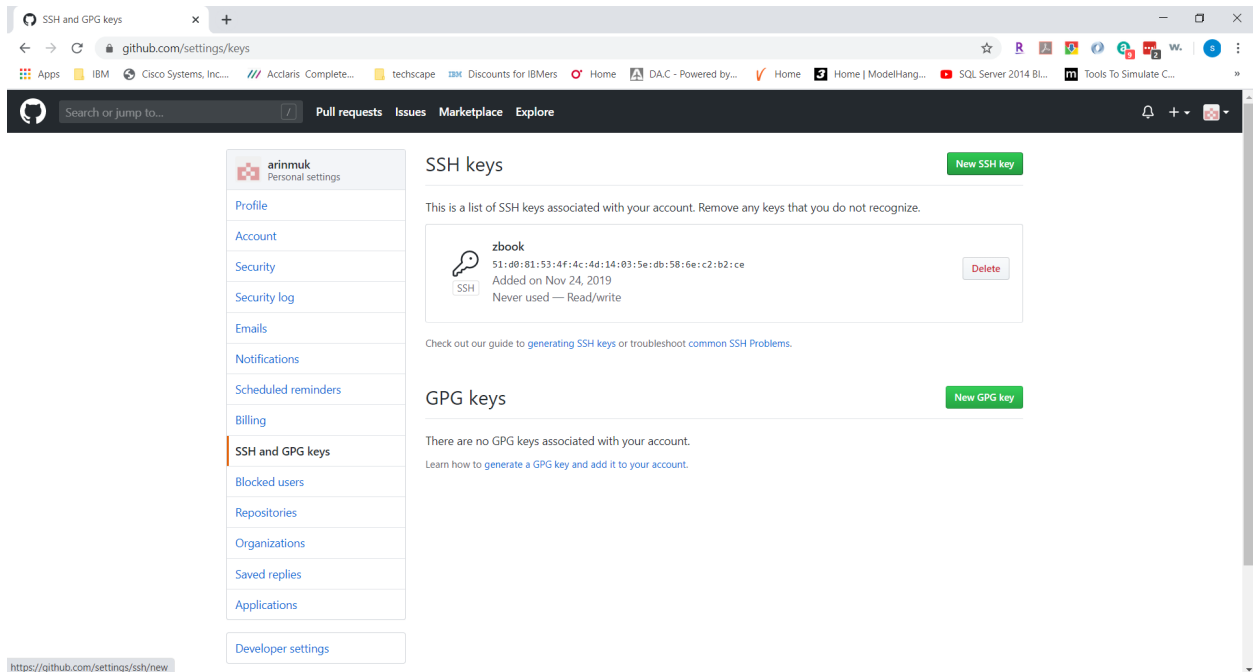 SSH and GPG keys
github.com/settings/keys
R
9
2
w.
s
Apps
IBM
Cisco Systems, Inc...
Acclaris Complete...
techscape
IBM Discounts for IBMers
Home
DA.C - Powered by...
Home
3 Home | ModelHang...
SQL Server 2014 BI...
m Tools To Simulate C...
»
Search or jump to...
/
Pull requests
Issues
Marketplace
Explore
arinmuk
Personal settings
Profile
Account
Security
Security log
Emails
Notifications
Scheduled reminders
Billing
SSH and GPG keys
Blocked users
Repositories
Organizations
Saved replies
Applications
Developer settings
SSH keys
New SSH key
This is a list of SSH keys associated with your account. Remove any keys that you do not recognize.
zbook
51:d0:81:53:4f:4c:4d:14:03:5e:db:58:6e:c2:b2:ce
Added on Nov 24, 2019
Never used — Read/write
SSH
Delete
Check out our guide to generating SSH keys or troubleshoot common SSH Problems.
GPG keys
New GPG key
There are no GPG keys associated with your account.
Learn how to generate a GPG key and add it to your account.
https://github.com/settings/ssh/new